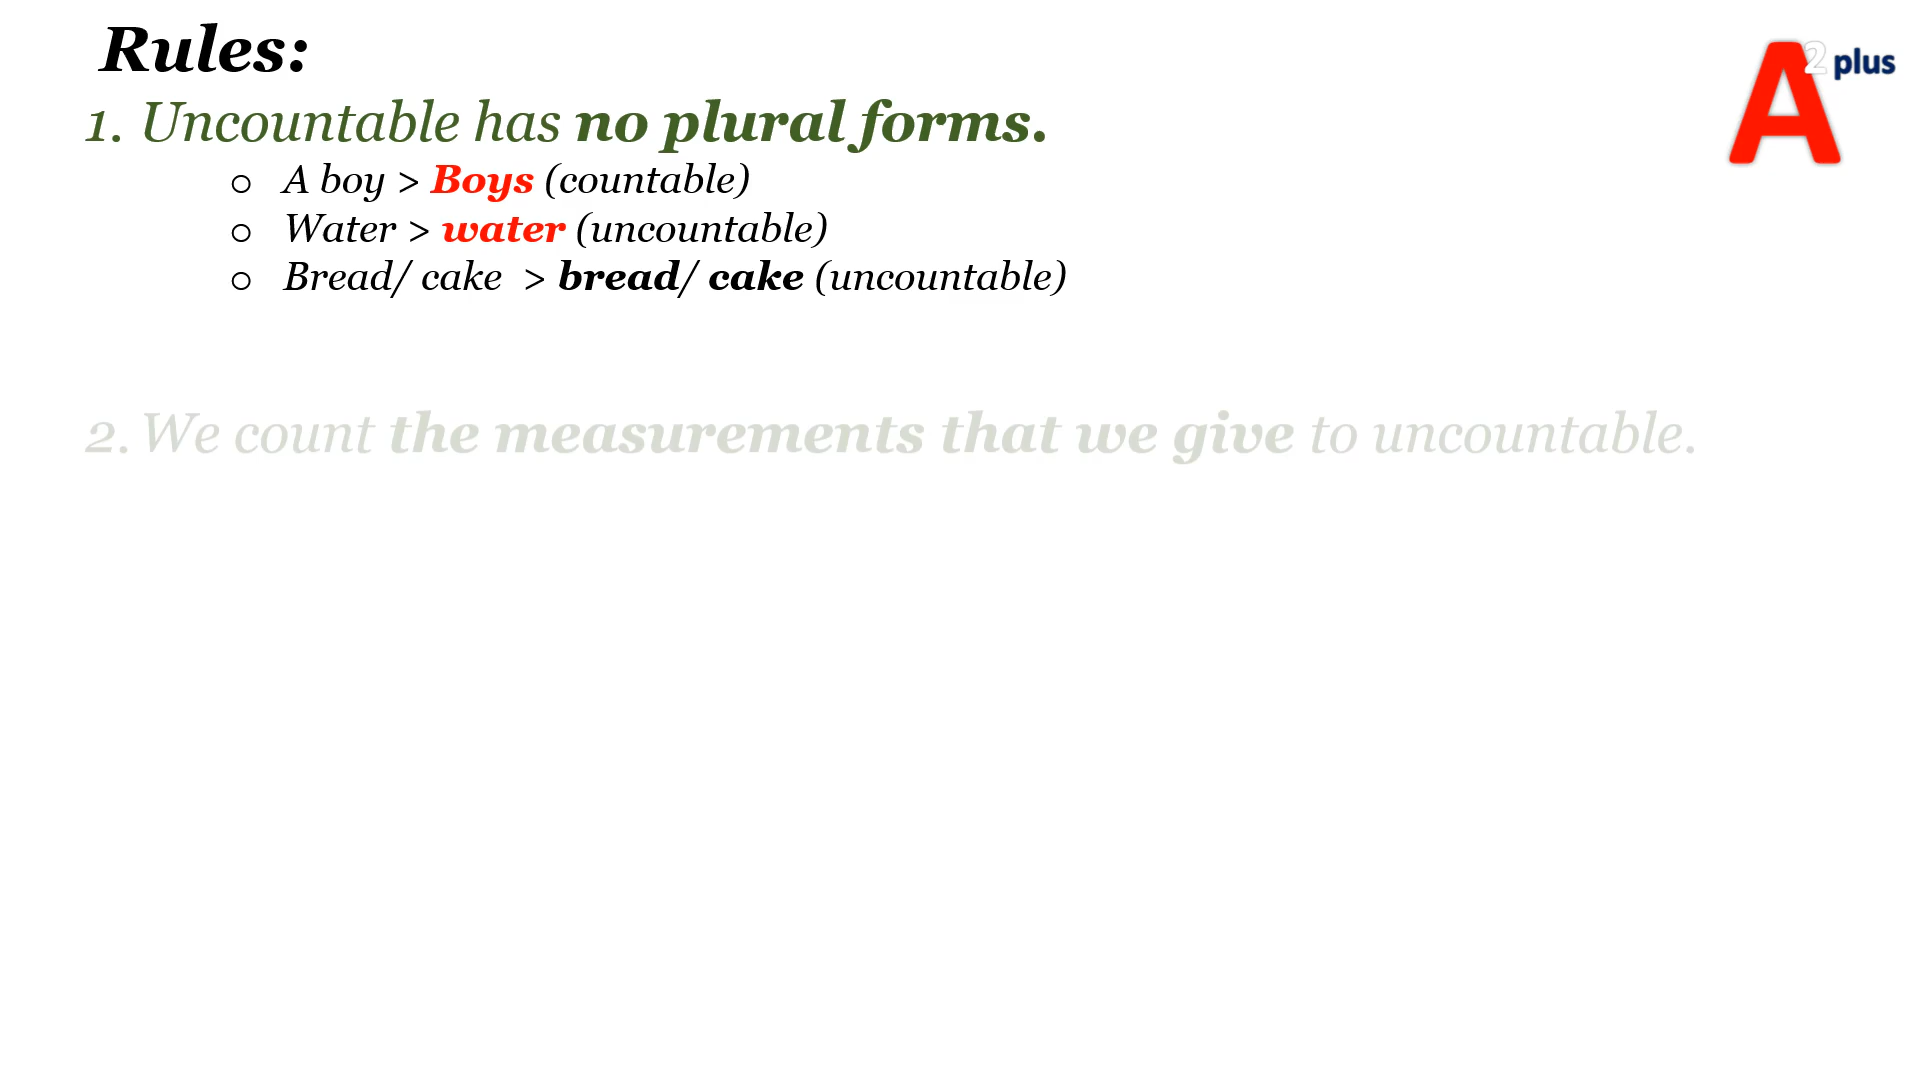 Rules:
A2 plus
1. Uncountable has no plural forms.
o A boy > Boys (countable)
o Water > water (uncountable)
o Bread/ cake > bread/ cake (uncountable)
2. We count the measurements that we give to uncountable.